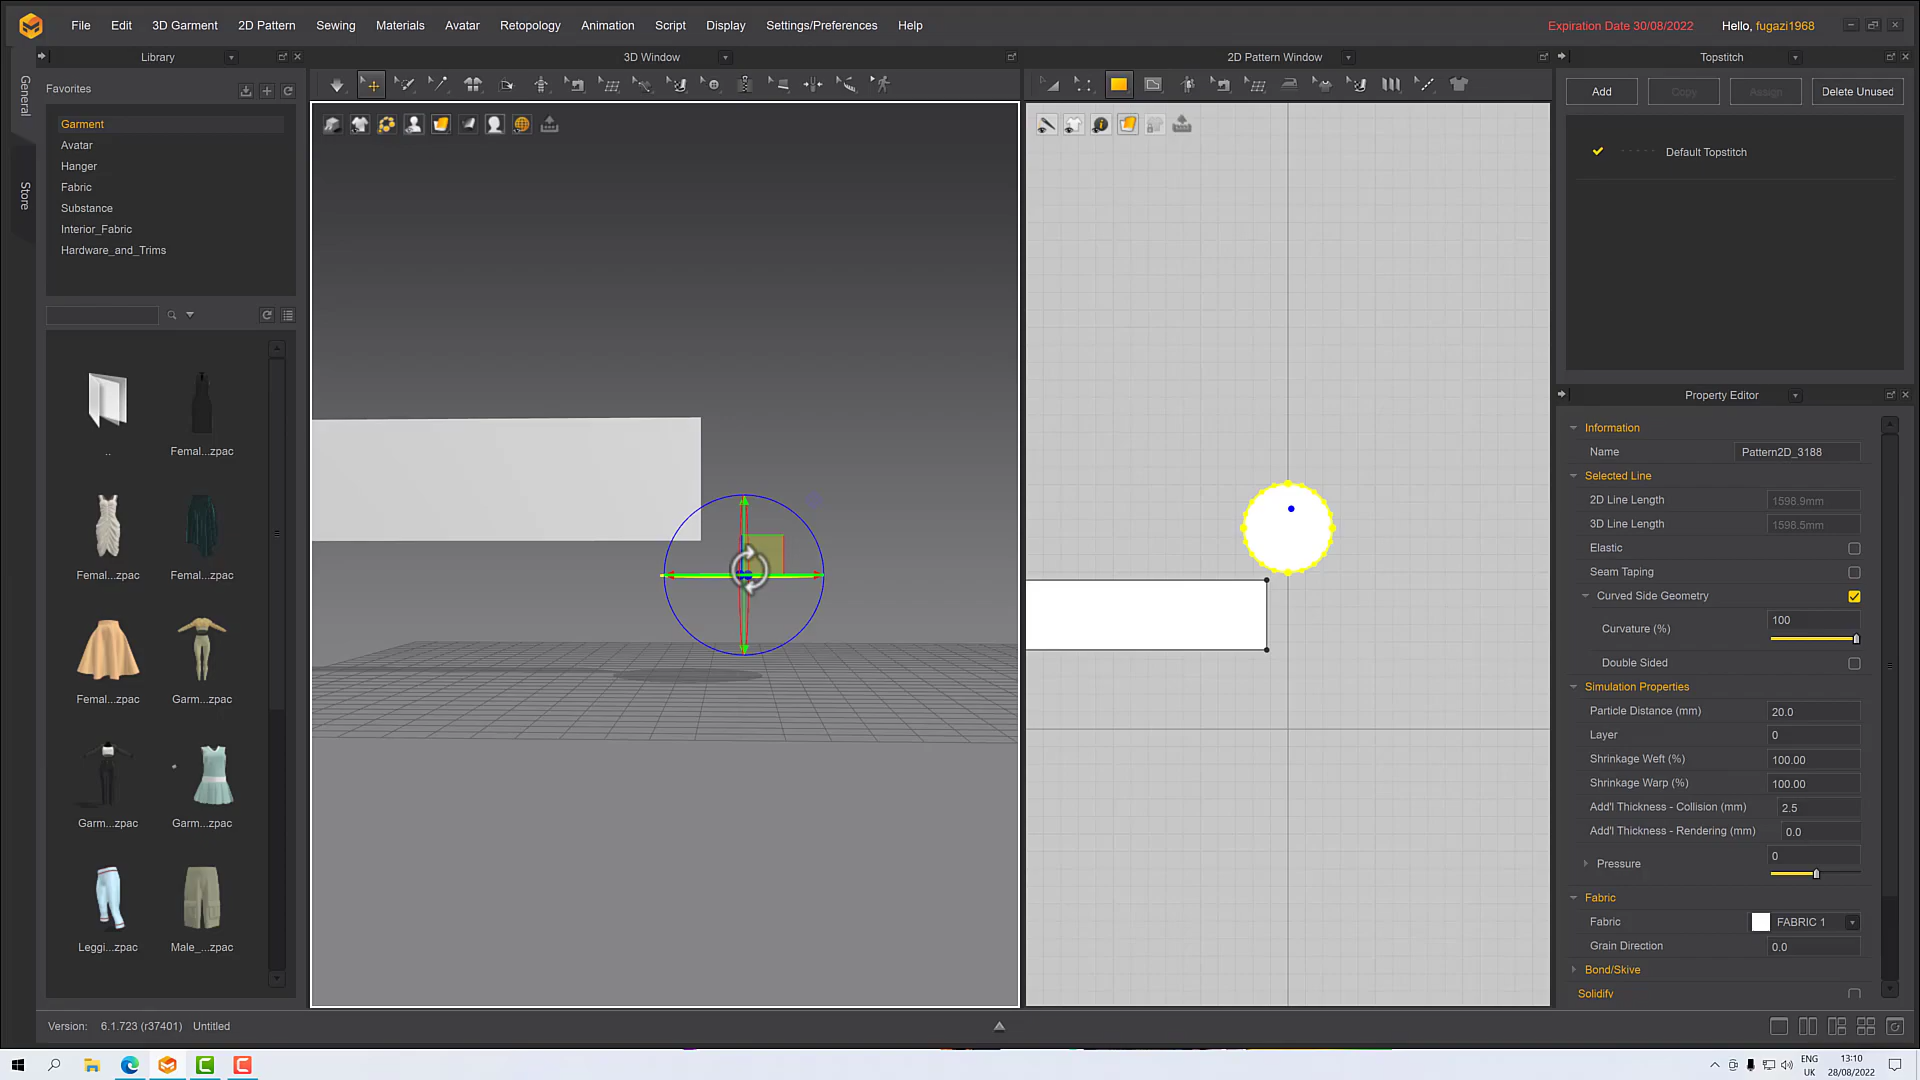 File Edit 3D Garment 2D Pattern Sewing Materials Avatar Retopology Animation Script Display Settings/Preferences Help Expiration Date 30/08/2022 Hello, fugazi1968
Library 3D Window 2D Pattern Window Topstitch
General
Store
Favorites
Garment
Avatar
Hanger
Fabric
Substance
Interior_Fabric
Hardware_and_Trims
..
Femal...zpac
Femal...zpac
Femal...zpac
Femal...zpac
Garm...zpac
Garm...zpac
Garm...zpac
Leggi...zpac
Male_...zpac
Add Copy Assign Delete Unused
Default Topstitch
Property Editor
Information
Name Pattern2D_3188
Selected Line
2D Line Length 1598.9mm
3D Line Length 1598.5mm
Elastic
Seam Taping
Curved Side Geometry
Curvature (%) 100
Double Sided
Simulation Properties
Particle Distance (mm) 20.0
Layer 0
Shrinkage Weft (%) 100.00
Shrinkage Warp (%) 100.00
Add'l Thickness - Collision (mm) 2.5
Add'l Thickness - Rendering (mm) 0.0
Pressure 0
Fabric
Fabric FABRIC 1
Grain Direction 0.0
Bond/Skive
Solidify
Version: 6.1.723 (r37401) Untitled
ENG
UK
13:10
28/08/2022